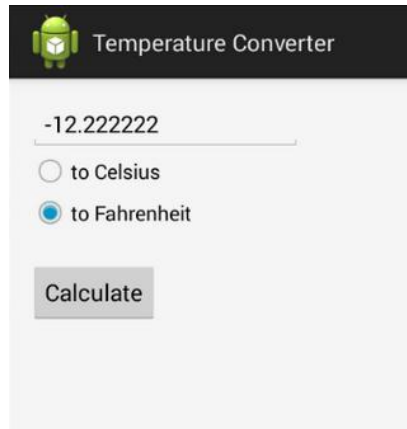 Temperature Converter
-12.222222
to Celsius
to Fahrenheit
Calculate